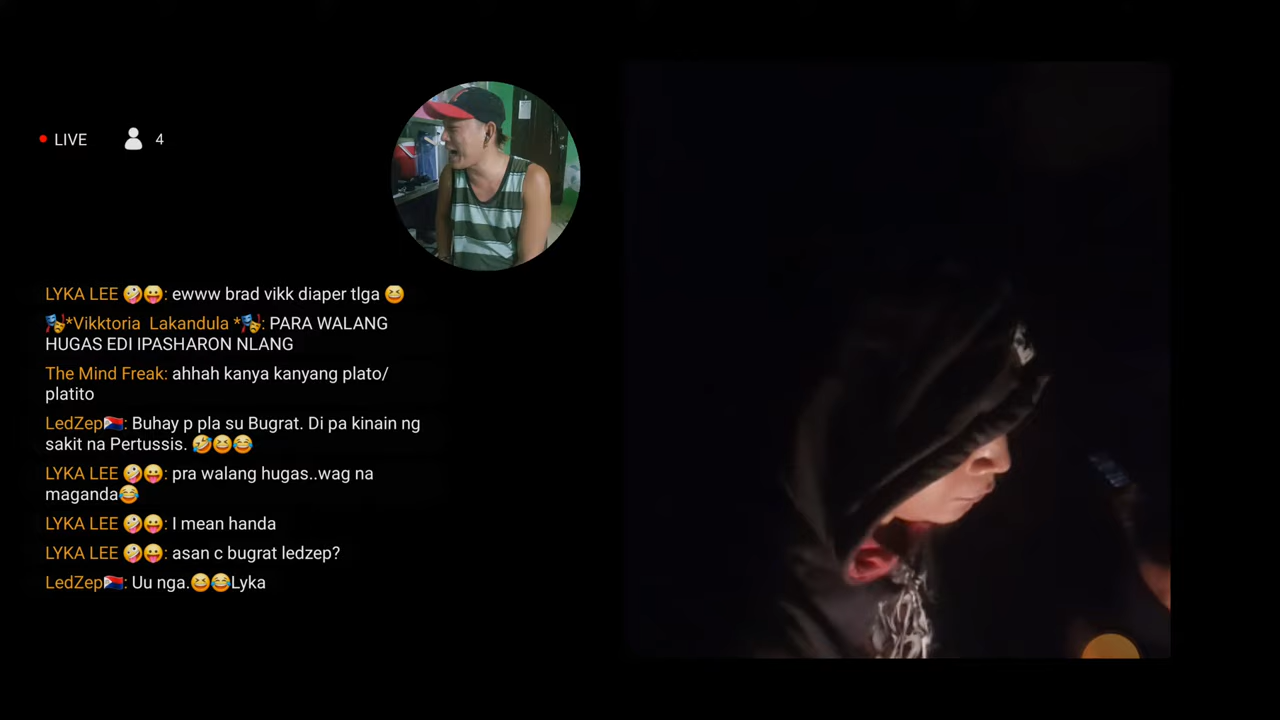 LIVE 4
LYKA LEE 🤪😛: ewww brad vikk diaper tlga 😆
🎭*Vikktoria Lakandula *🎭: PARA WALANG
HUGAS EDI IPASHARON NLANG
The Mind Freak: ahhah kanya kanyang plato/
platito
LedZep🇵🇭: Buhay p pla su Bugrat. Di pa kinain ng
sakit na Pertussis. 🤣😆😂
LYKA LEE 🤪😛: pra walang hugas..wag na
maganda😂
LYKA LEE 🤪😛: I mean handa
LYKA LEE 🤪😛: asan c bugrat ledzep?
LedZep🇵🇭: Uu nga.😆😂Lyka